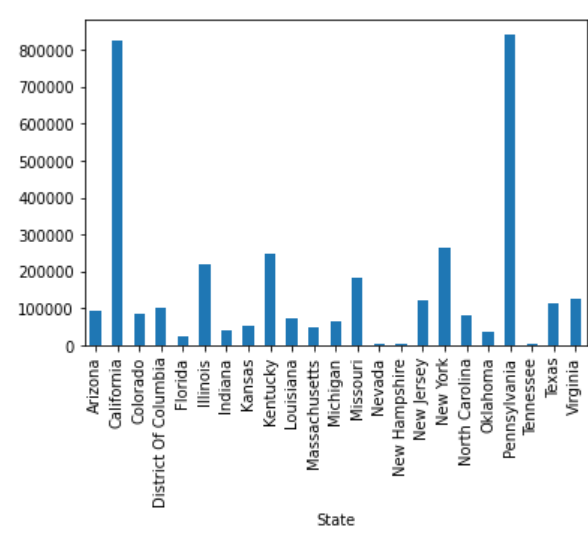 800000
700000
600000
500000
400000
300000
200000
100000
0
Arizona
California
Colorado
District Of Columbia
Florida
Illinois
Indiana
Kansas
Kentucky
Louisiana
Massachusetts
Michigan
Missouri
Nevada
New Hampshire
New Jersey
New York
North Carolina
Oklahoma
Pennsylvania
Tennessee
Texas
Virginia
State